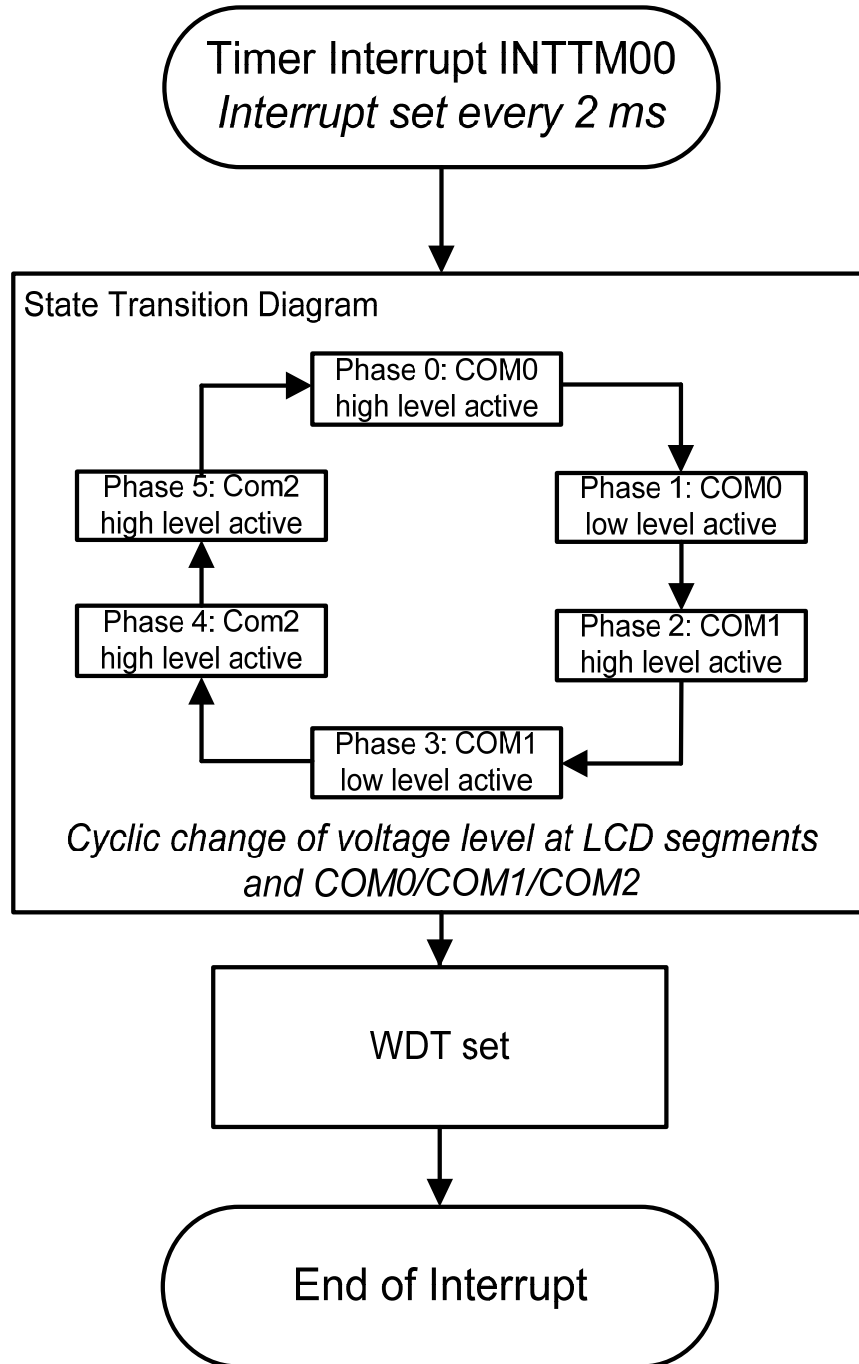 Timer Interrupt INTTM00
Interrupt set every 2 ms
State Transition Diagram
Phase 0: COM0
high level active
Phase 1: COM0
low level active
Phase 2: COM1
high level active
Phase 3: COM1
low level active
Phase 4: Com2
high level active
Phase 5: Com2
high level active
Cyclic change of voltage level at LCD segments
and COM0/COM1/COM2
WDT set
End of Interrupt